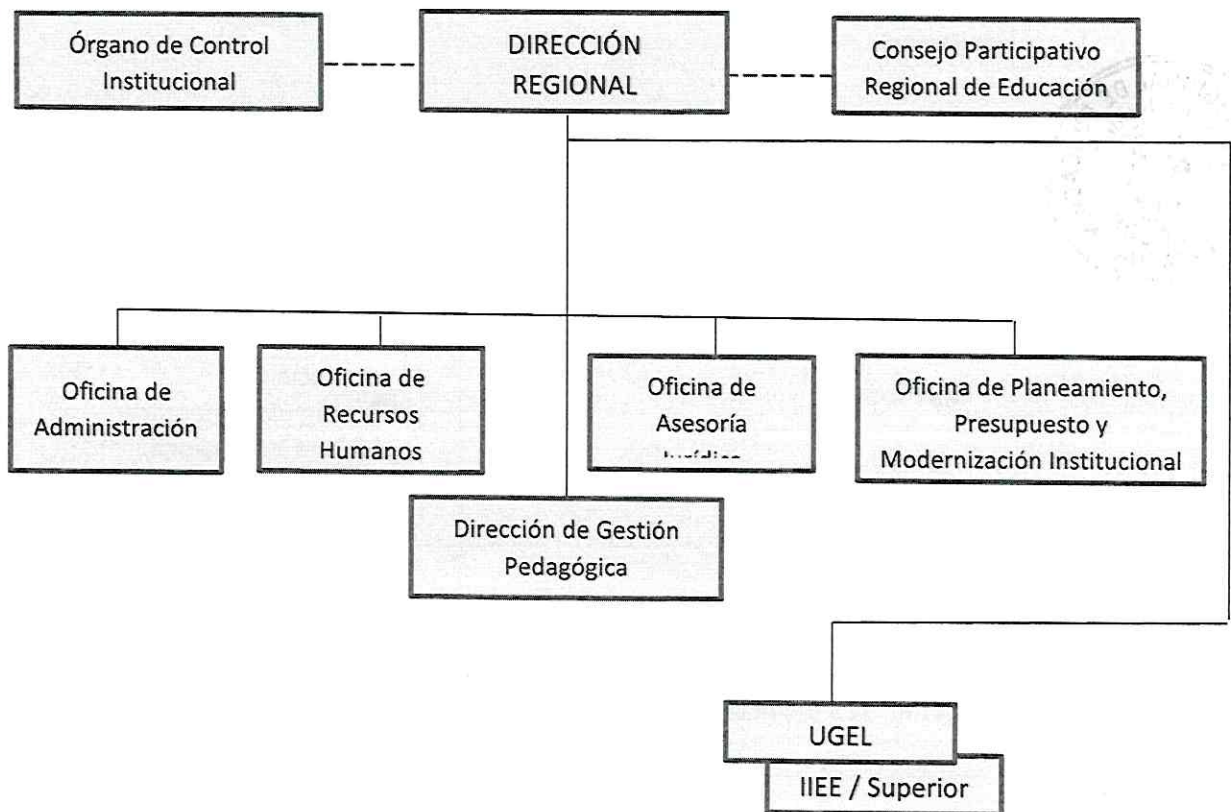 Órgano de Control
Institucional
DIRECCIÓN
REGIONAL
Consejo Participativo
Regional de Educación
Oficina de
Administración
Oficina de
Recursos
Humanos
Oficina de
Asesoría
Oficina de Planeamiento,
Presupuesto y
Modernización Institucional
Dirección de Gestión
Pedagógica
UGEL
IIEE / Superior